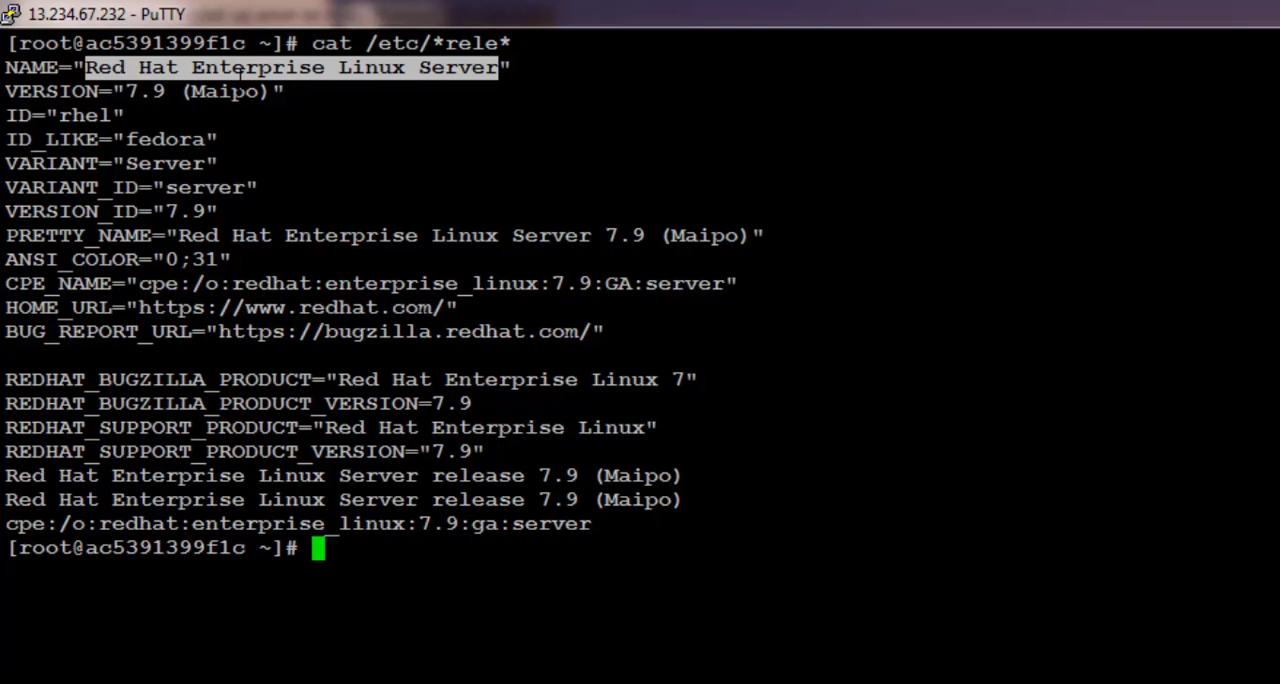 13.234.67.232 - PuTTY
[root@ac5391399f1c ~]# cat /etc/*rele*
NAME="Red Hat Enterprise Linux Server"
VERSION="7.9 (Maipo)"
ID="rhel"
ID_LIKE="fedora"
VARIANT="Server"
VARIANT_ID="server"
VERSION_ID="7.9"
PRETTY_NAME="Red Hat Enterprise Linux Server 7.9 (Maipo)"
ANSI_COLOR="0;31"
CPE_NAME="cpe:/o:redhat:enterprise_linux:7.9:GA:server"
HOME_URL="https://www.redhat.com/"
BUG_REPORT_URL="https://bugzilla.redhat.com/"
REDHAT_BUGZILLA_PRODUCT="Red Hat Enterprise Linux 7"
REDHAT_BUGZILLA_PRODUCT_VERSION=7.9
REDHAT_SUPPORT_PRODUCT="Red Hat Enterprise Linux"
REDHAT_SUPPORT_PRODUCT_VERSION="7.9"
Red Hat Enterprise Linux Server release 7.9 (Maipo)
Red Hat Enterprise Linux Server release 7.9 (Maipo)
cpe:/o:redhat:enterprise_linux:7.9:ga:server
[root@ac5391399f1c ~]#